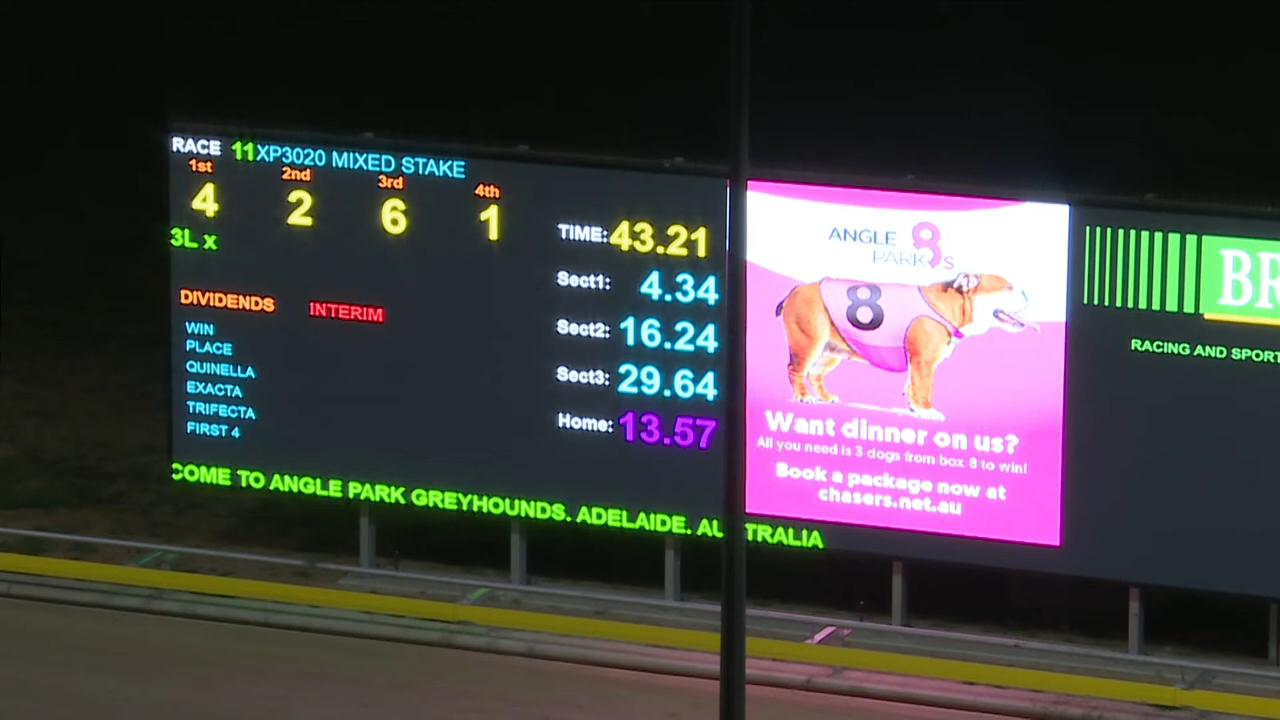 RACE 11XP3020 MIXED STAKE
1st 2nd 3rd 4th
4 2 6 1
3L x
TIME: 43.21
Sect1: 4.34
Sect2: 16.24
Sect3: 29.64
Home: 13.57
DIVIDENDS INTERIM
WIN
PLACE
QUINELLA
EXACTA
TRIFECTA
FIRST 4
COME TO ANGLE PARK GREYHOUNDS. ADELAIDE. AU TRALIA
ANGLE
PARK 8s
8
Want dinner on us?
All you need is 3 dogs from box 8 to win!
Book a package now at
chasers.net.au
BR
RACING AND SPORT